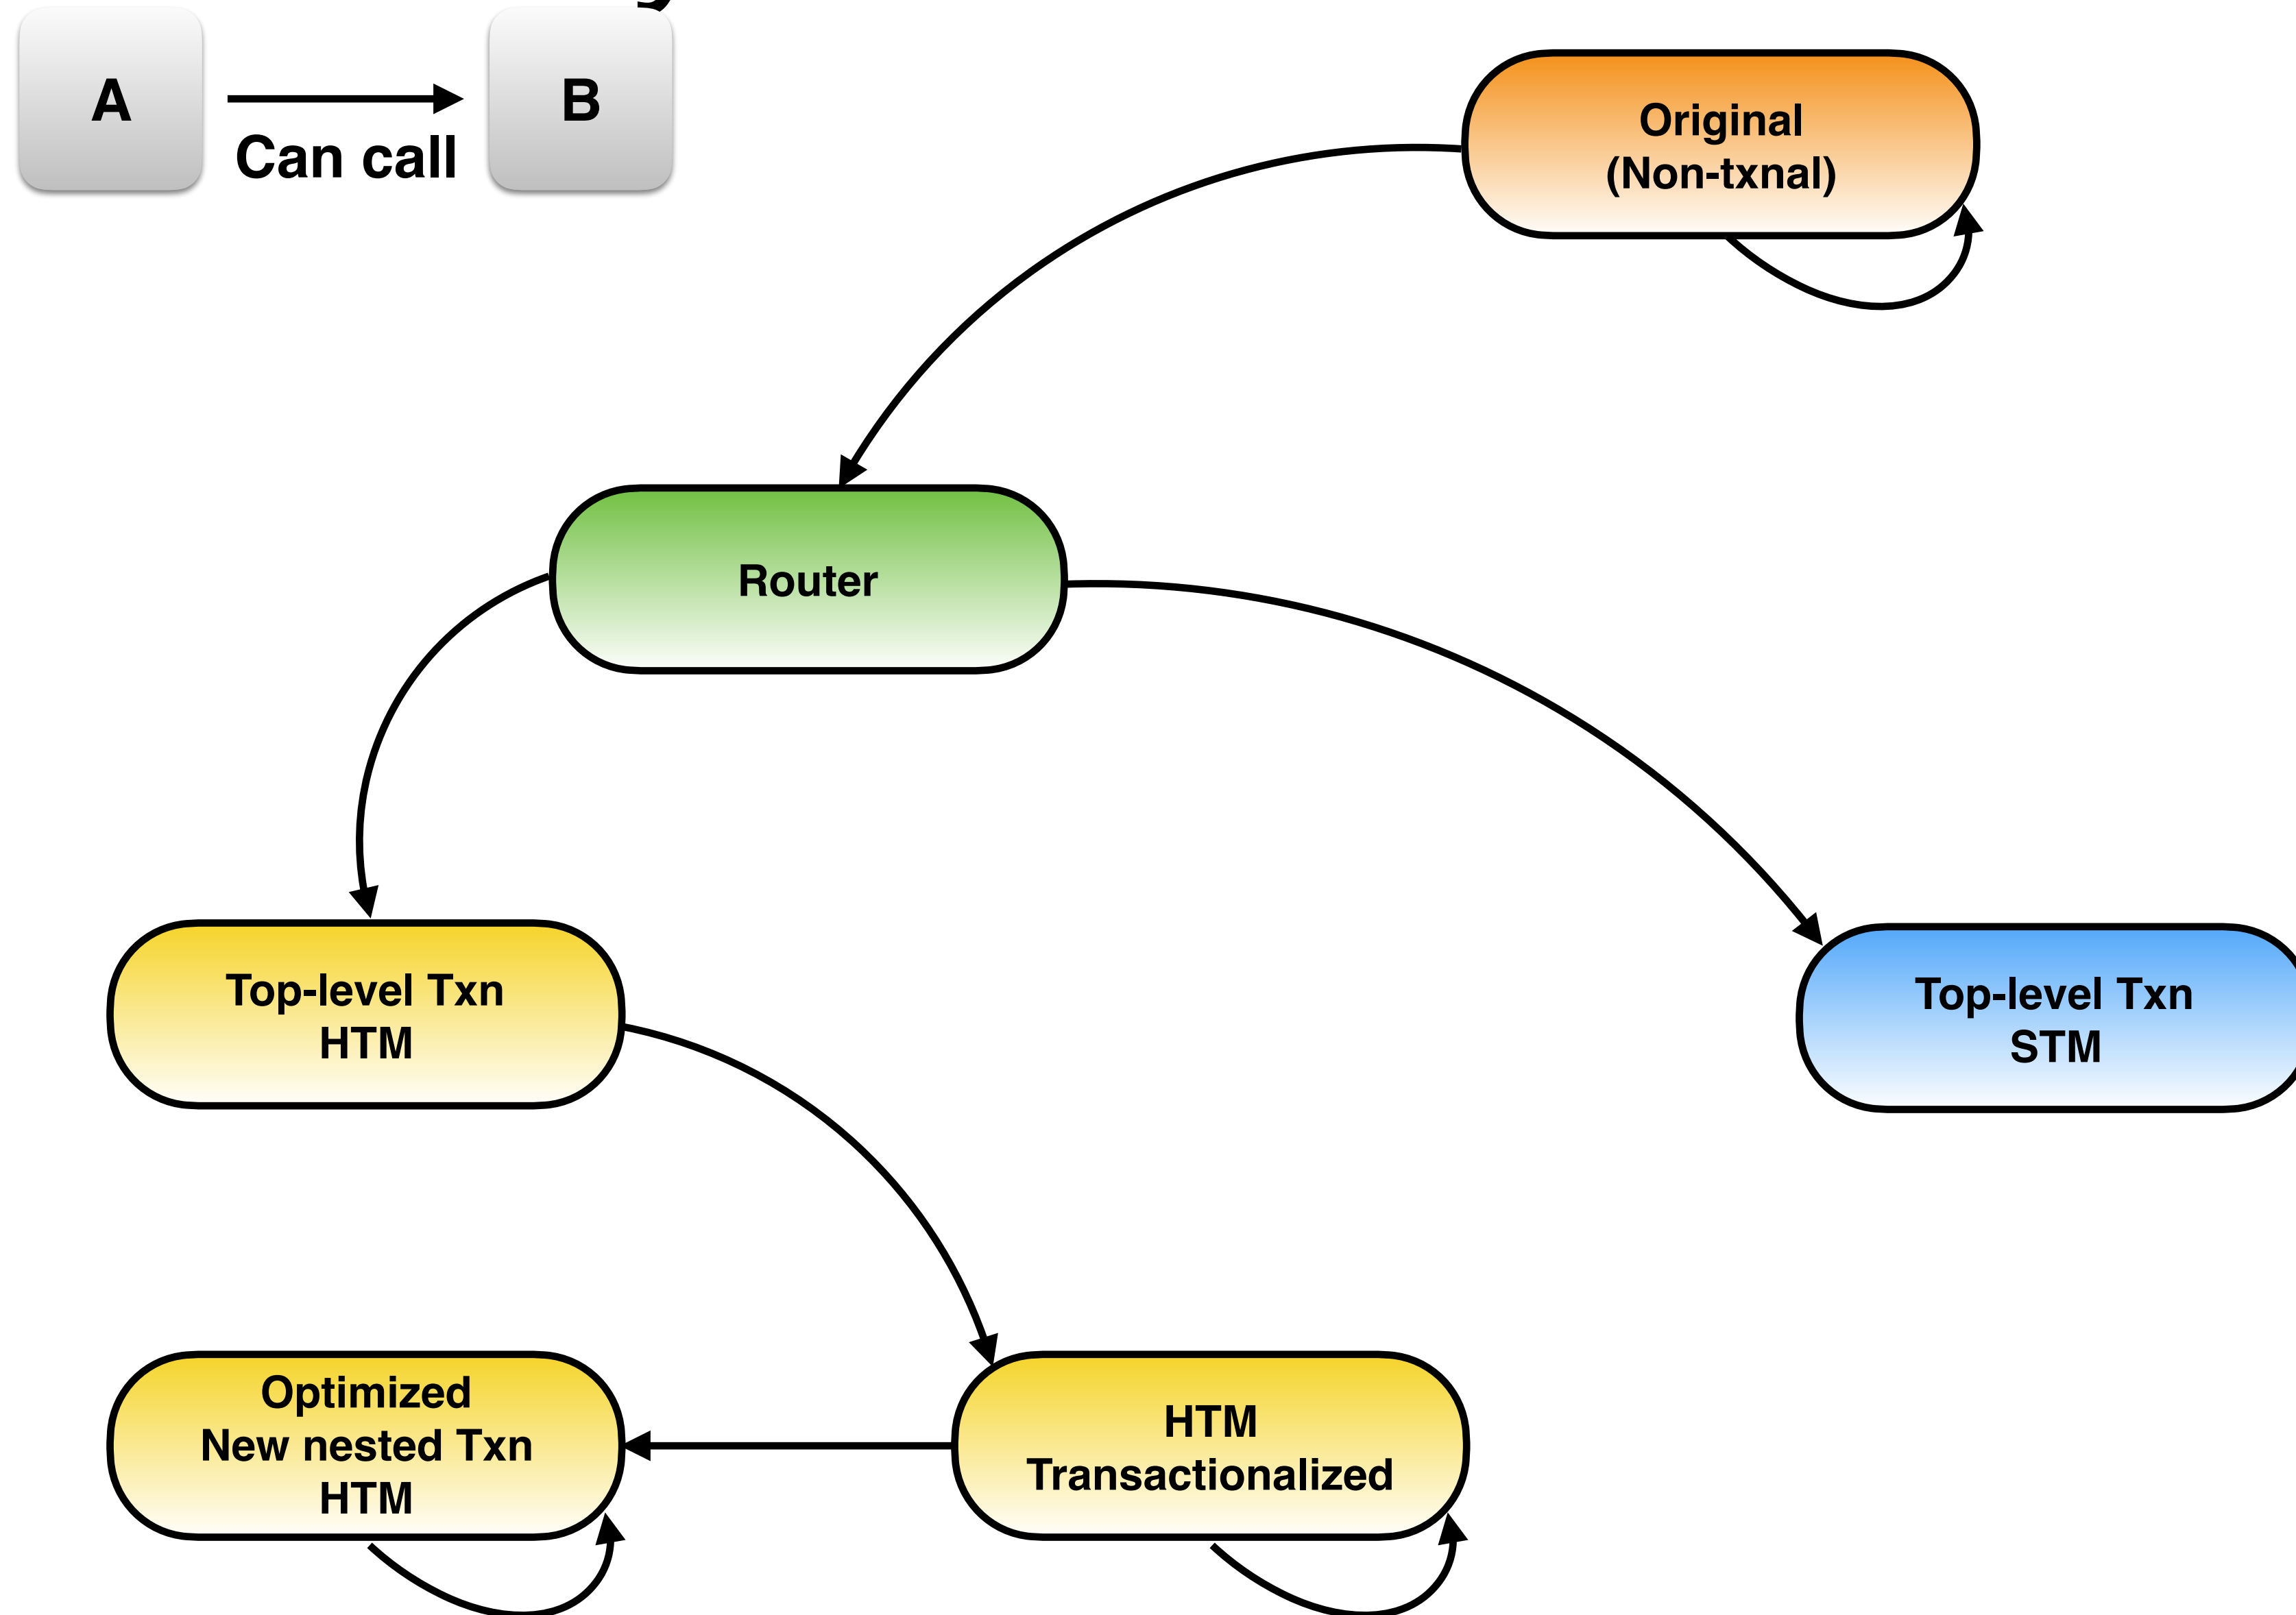 A
Can call
B
Original
(Non-txnal)
Router
Top-level Txn
HTM
Top-level Txn
STM
Optimized
New nested Txn
HTM
HTM
Transactionalized